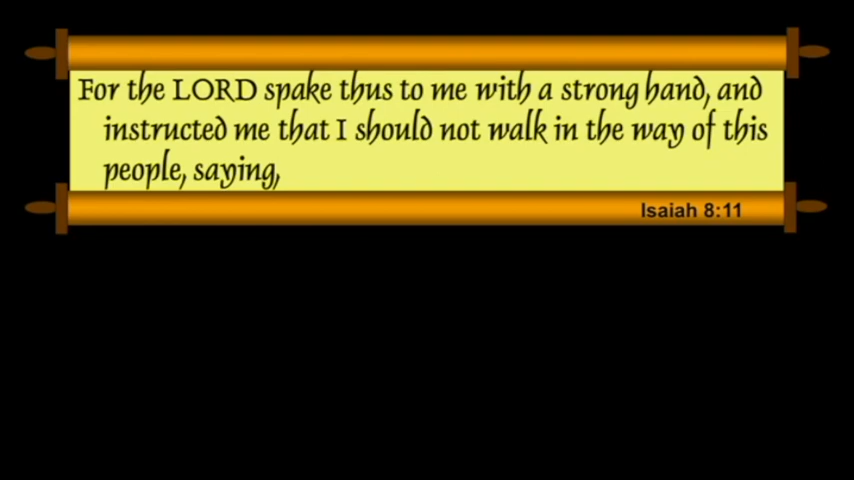 For the LORD spake thus to me with a strong hand, and
instructed me that I should not walk in the way of this
people, saying,
Isaiah 8:11